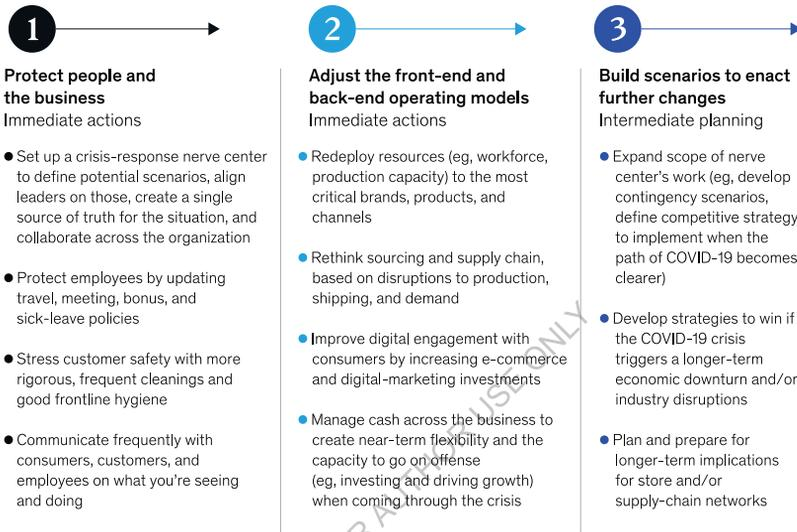 1
Protect people and
the business
Immediate actions
Set up a crisis-response nerve center
to define potential scenarios, align
leaders on those, create a single
source of truth for the situation, and
collaborate across the organization
Protect employees by updating
travel, meeting, bonus, and
sick-leave policies
Stress customer safety with more
rigorous, frequent cleanings and
good frontline hygiene
Communicate frequently with
consumers, customers, and
employees on what you're seeing
and doing
2
Adjust the front-end and
back-end operating models
Immediate actions
Redeploy resources (eg, workforce,
production capacity) to the most
critical brands, products, and
channels
Rethink sourcing and supply chain,
based on disruptions to production,
shipping, and demand
Improve digital engagement with
consumers by increasing e-commerce
and digital-marketing investments
Manage cash across the business to
create near-term flexibility and the
capacity to go on offense
(eg, investing and driving growth)
when coming through the crisis
3
Build scenarios to enact
further changes
Intermediate planning
Expand scope of nerve
center's work (eg, develop
contingency scenarios,
define competitive strategy
to implement when the
path of COVID-19 becomes
clearer)
Develop strategies to win if
the COVID-19 crisis
triggers a longer-term
economic downturn and/or
industry disruptions
Plan and prepare for
longer-term implications
for store and/or
supply-chain networks
AUTHOR USE ONLY